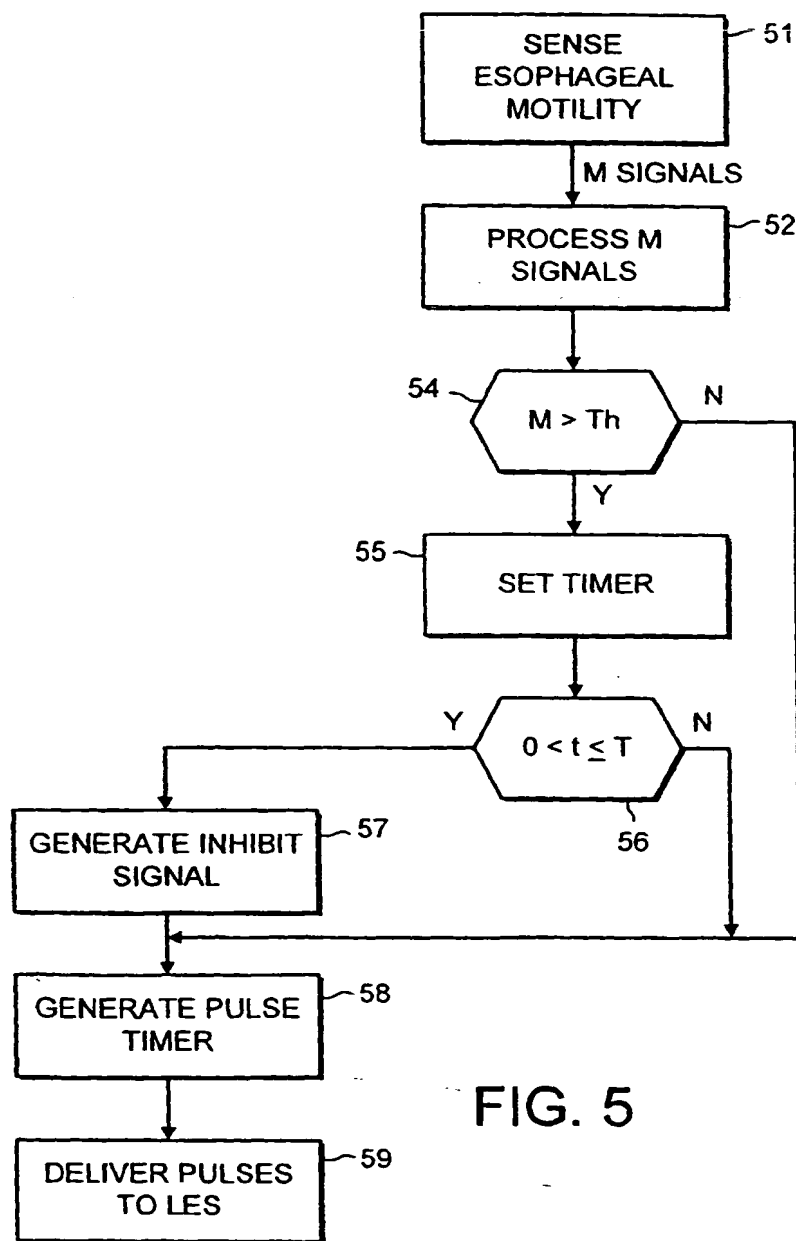 SENSE
ESOPHAGEAL
MOTILITY
51
M SIGNALS
PROCESS M
SIGNALS
52
54
M > Th
N
Y
55
SET TIMER
Y
0 < t ≤ T
N
56
GENERATE INHIBIT
SIGNAL
57
GENERATE PULSE
TIMER
58
FIG. 5
DELIVER PULSES
TO LES
59